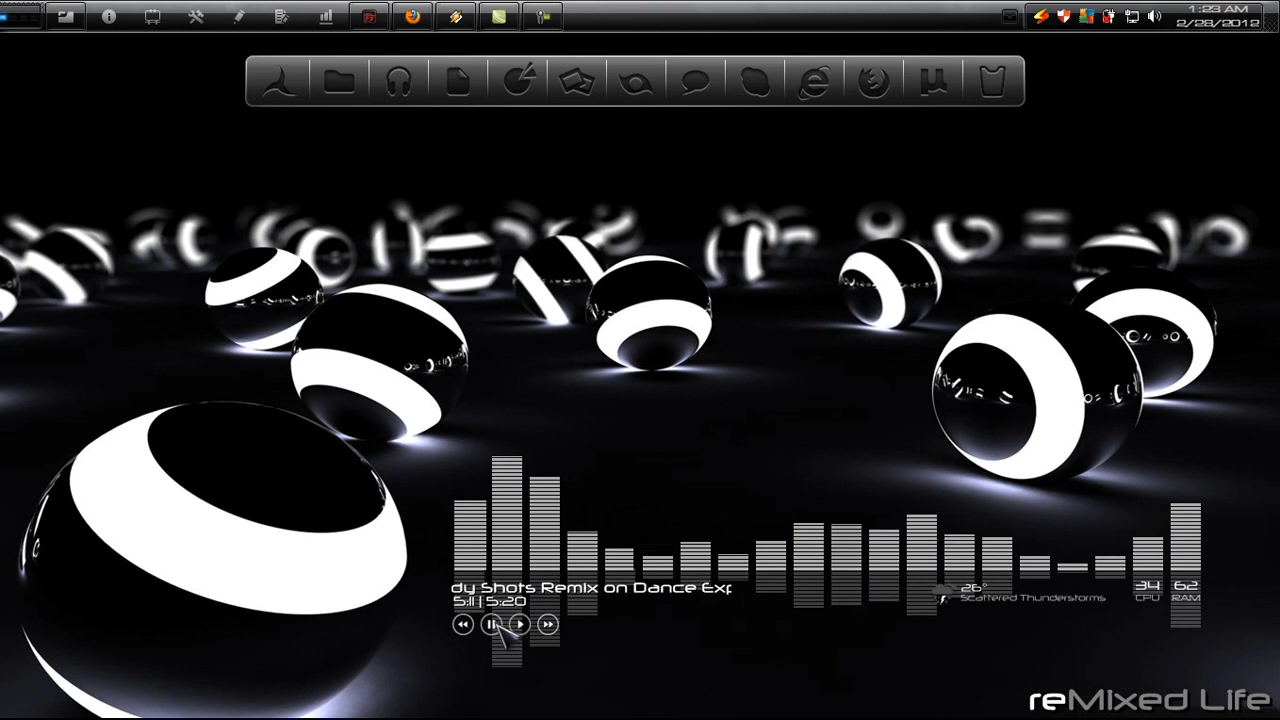 1:23 AM
2/28/2012
dy Shots Remix on Dance Exp
5:11 | 5:20
26°
Scattered Thunderstorms
34
CPU
62
RAM
reMixed Life